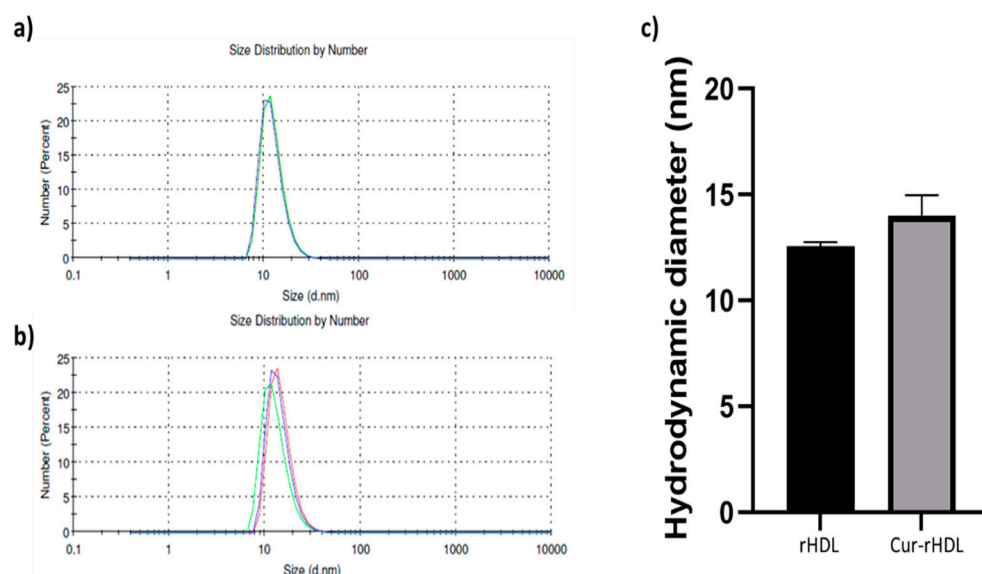 a)
Size Distribution by Number
Number (Percent)
25
20
15
10
5
0
0.1 1 10 100 1000 10000
Size (d.nm)
b)
Size Distribution by Number
Number (Percent)
25
20
15
10
5
0
0.1 1 10 100 1000 10000
Size (d.nm)
c)
Hydrodynamic diameter (nm)
20
15
10
5
0
rHDL Cur-rHDL